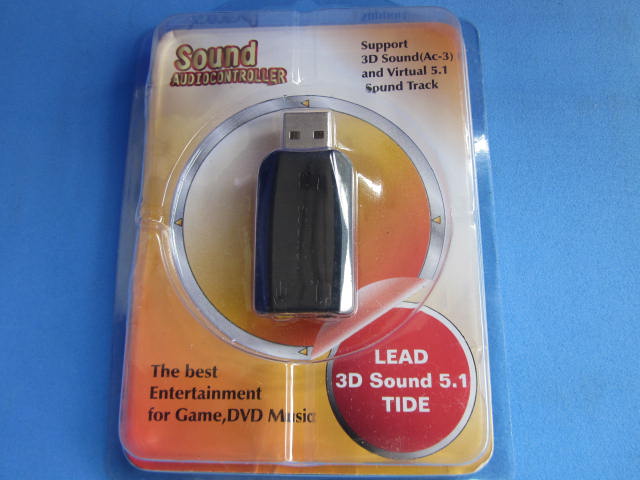 Sound
AUDIOCONTROLLER
Support
3D Sound(Ac-3)
and Virtual 5.1
Sound Track
The best
Entertainment
for Game,DVD Music
LEAD
3D Sound 5.1
TIDE